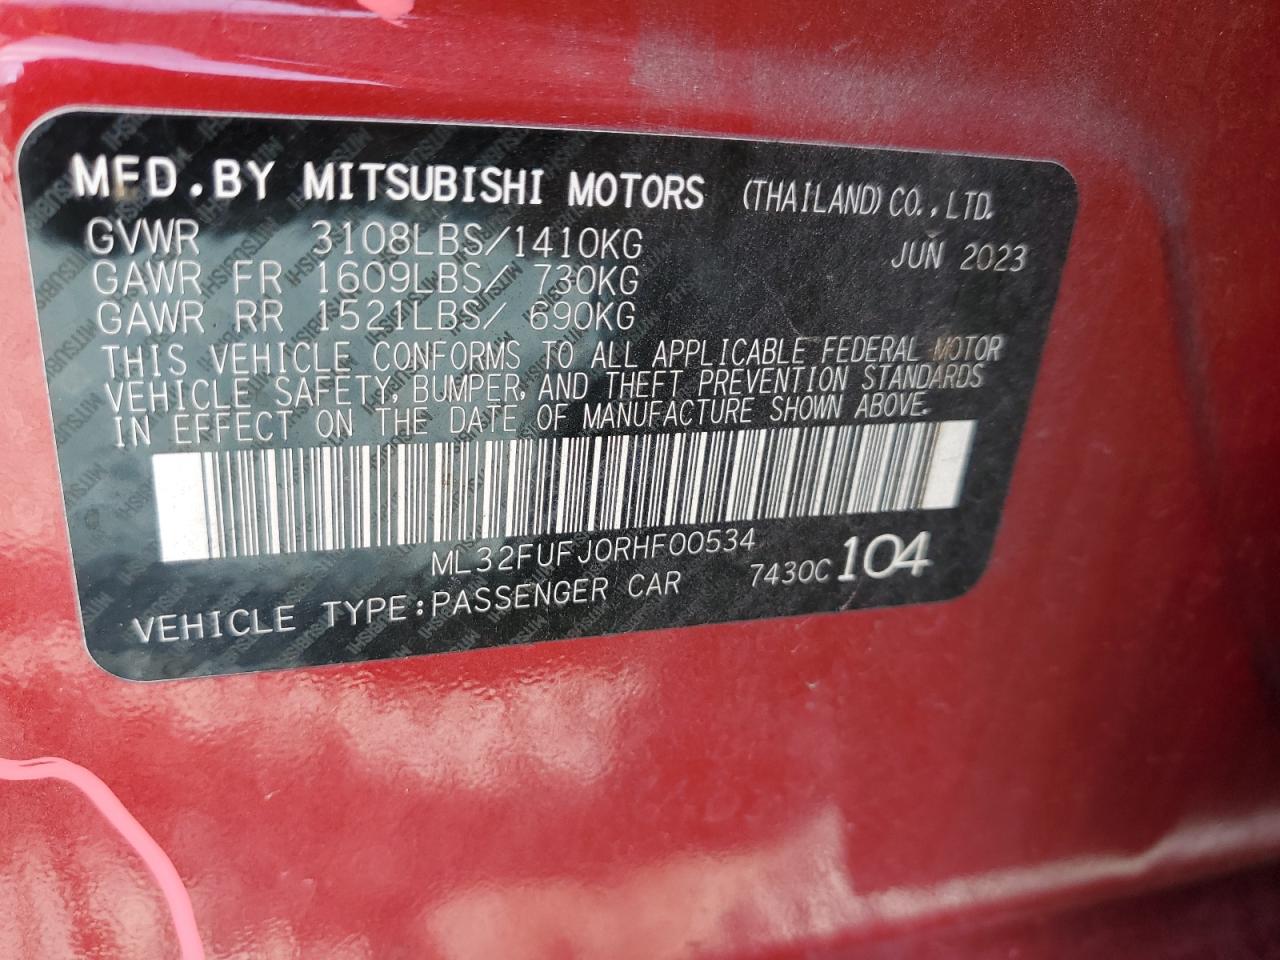 MFD.BY MITSUBISHI MOTORS (THAILAND) CO., LTD.
GVWR 3108LBS/1410KG JUN 2023
GAWR FR 1609LBS/ 730KG
GAWR RR 1521LBS/ 690KG
THIS VEHICLE CONFORMS TO ALL APPLICABLE FEDERAL MOTOR
VEHICLE SAFETY, BUMPER, AND THEFT PREVENTION STANDARDS
IN EFFECT ON THE DATE OF MANUFACTURE SHOWN ABOVE.
ML32FUFJ0RHF00534
VEHICLE TYPE:PASSENGER CAR 7430C 104